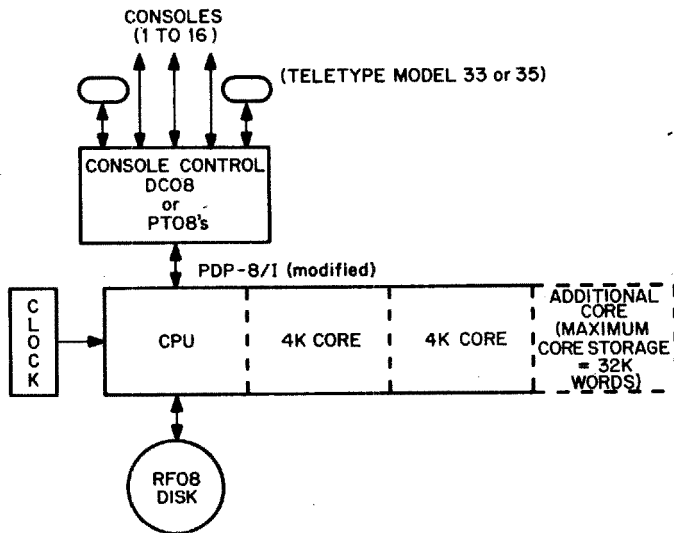 CONSOLES
(1 TO 16)
(TELETYPE MODEL 33 or 35)
CONSOLE CONTROL
DC08
or
PT08's
PDP-8/I (modified)
CLOCK
CPU
4K CORE
4K CORE
ADDITIONAL
CORE
(MAXIMUM
CORE STORAGE
= 32K
WORDS)
RF08
DISK